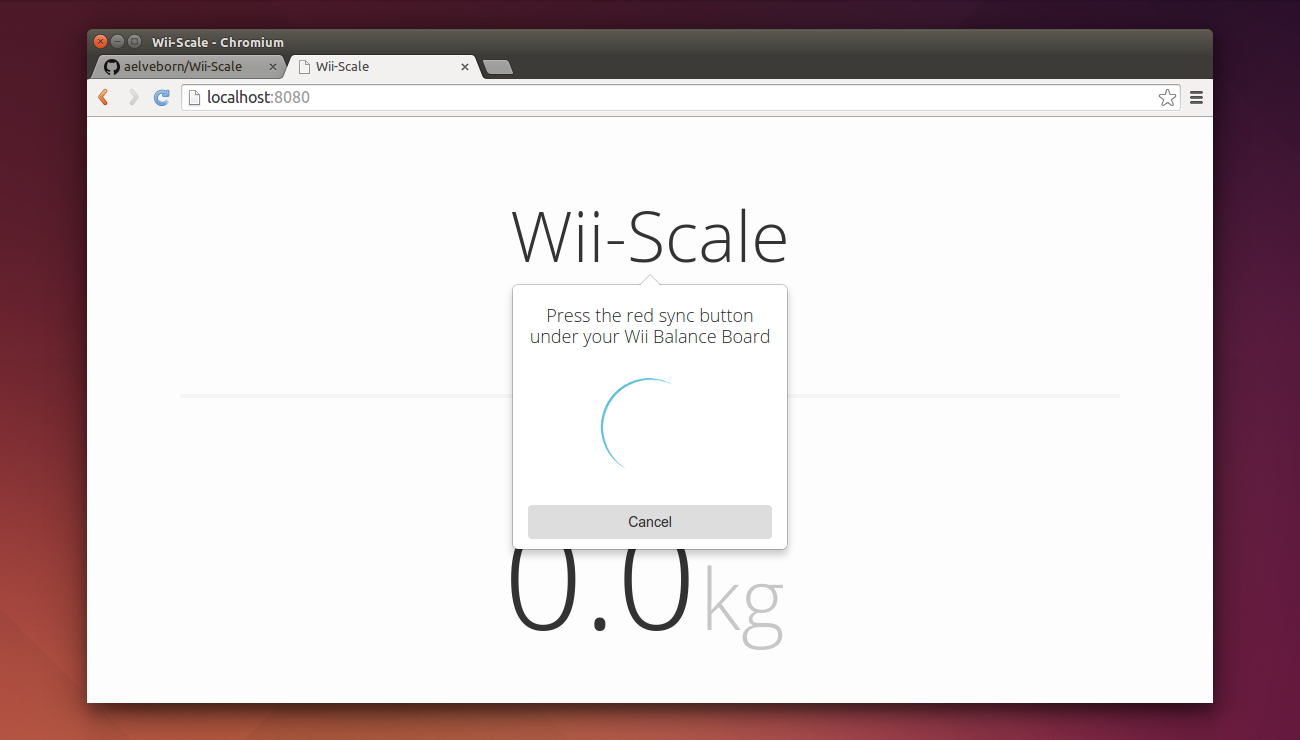 Wii-Scale - Chromium
aelveborn/Wii-Scale
Wii-Scale
localhost:8080
Wii-Scale
Press the red sync button
under your Wii Balance Board
Cancel
0.0 kg